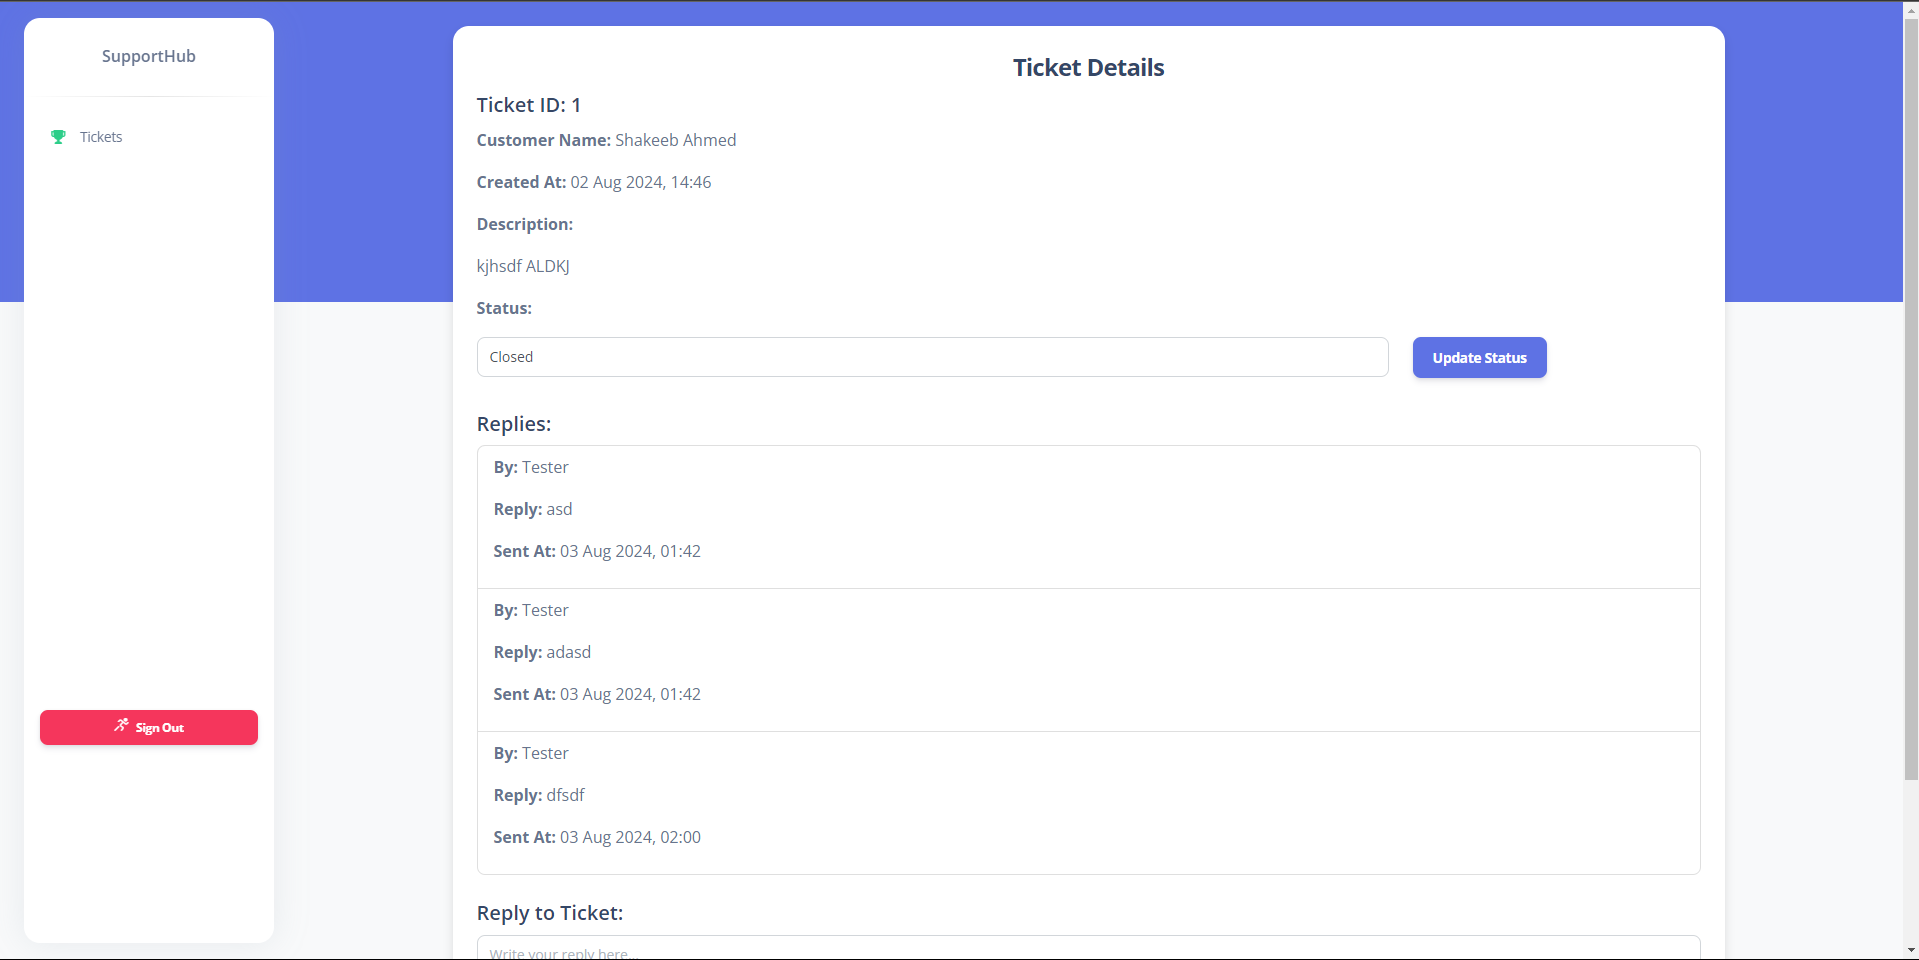 SupportHub
Tickets
Sign Out
Ticket Details
Ticket ID: 1
Customer Name: Shakeeb Ahmed
Created At: 02 Aug 2024, 14:46
Description:
kjhsdf ALDKJ
Status:
Closed
Update Status
Replies:
By: Tester
Reply: asd
Sent At: 03 Aug 2024, 01:42
By: Tester
Reply: adasd
Sent At: 03 Aug 2024, 01:42
By: Tester
Reply: dfsdf
Sent At: 03 Aug 2024, 02:00
Reply to Ticket:
Write your reply here...